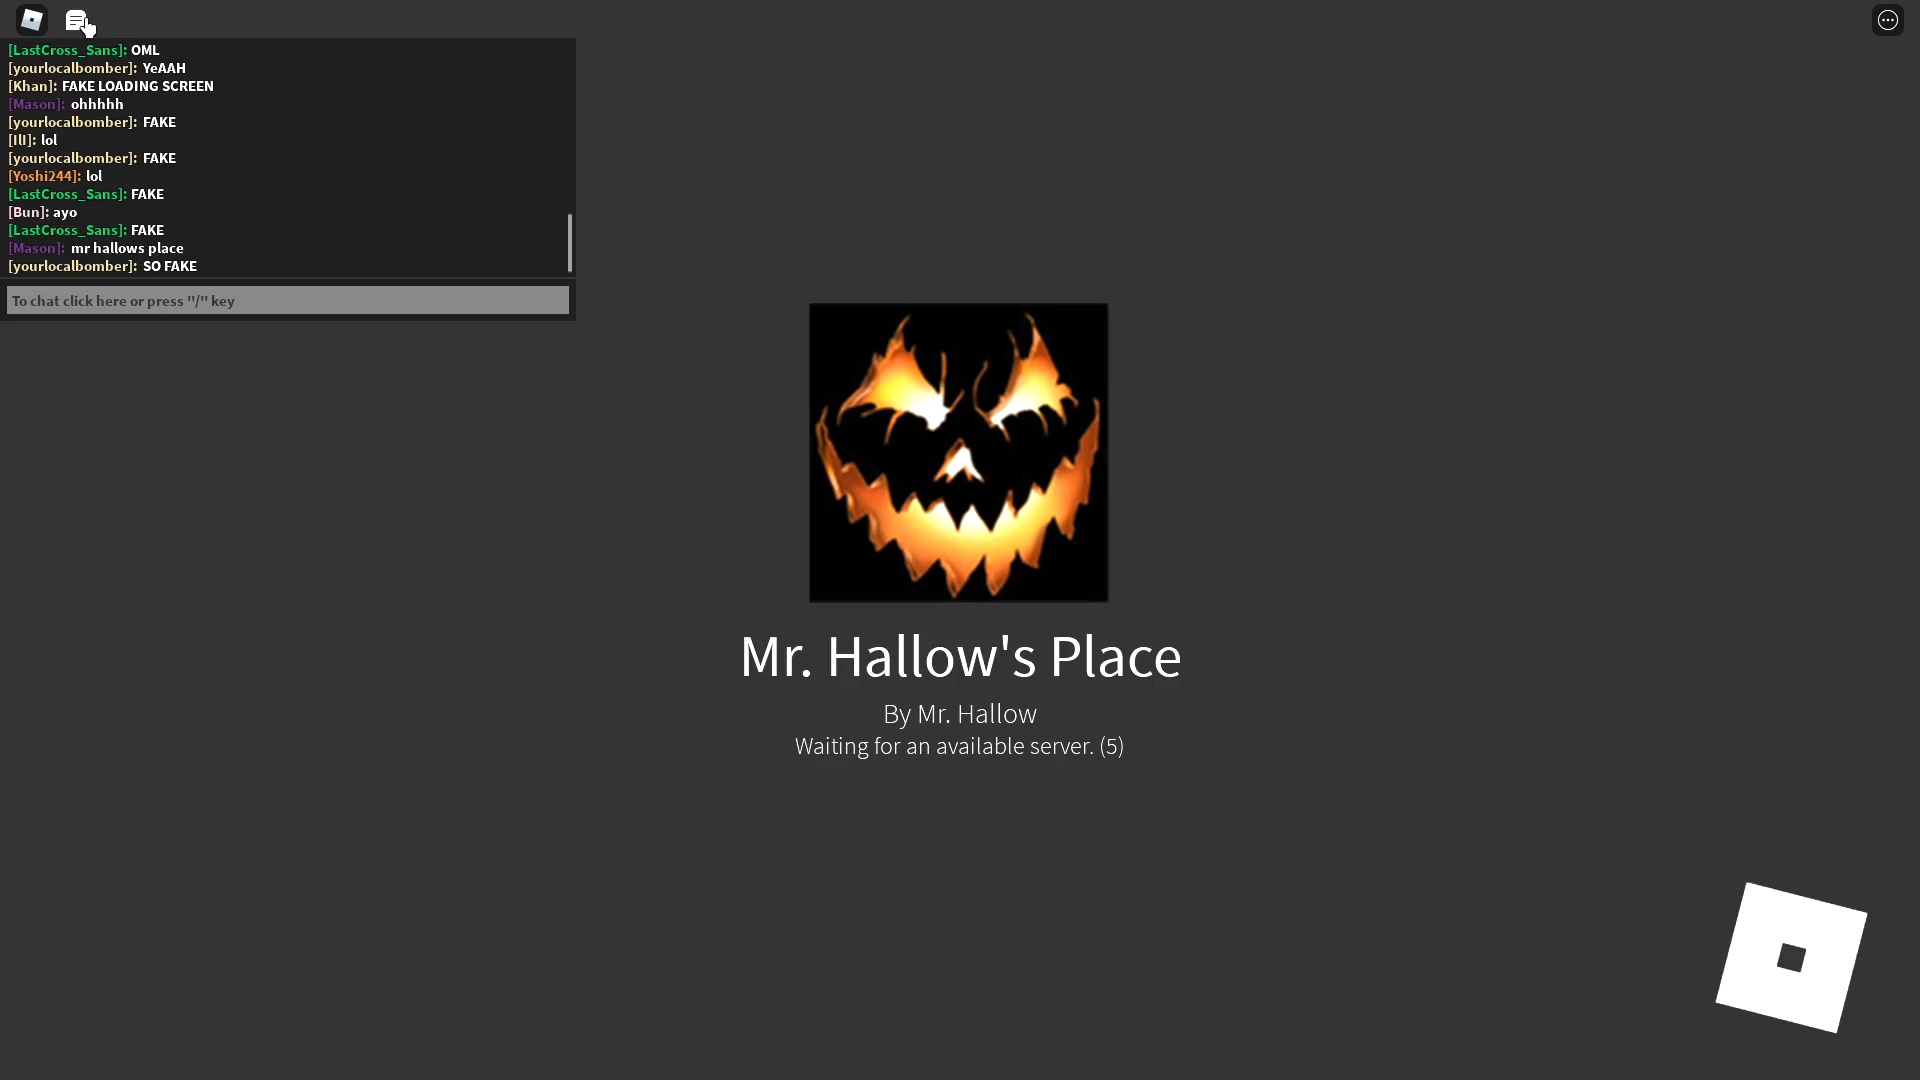 [LastCross_Sans]: OML
[yourlocalbomber]: YeAAH
[Khan]: FAKE LOADING SCREEN
[Mason]: ohhhhh
[yourlocalbomber]: FAKE
[IlI]: lol
[yourlocalbomber]: FAKE
[Yoshi244]: lol
[LastCross_Sans]: FAKE
[Bun]: ayo
[LastCross_Sans]: FAKE
[Mason]: mr hallows place
[yourlocalbomber]: SO FAKE
To chat click here or press "/" key
Mr. Hallow's Place
By Mr. Hallow
Waiting for an available server. (5)